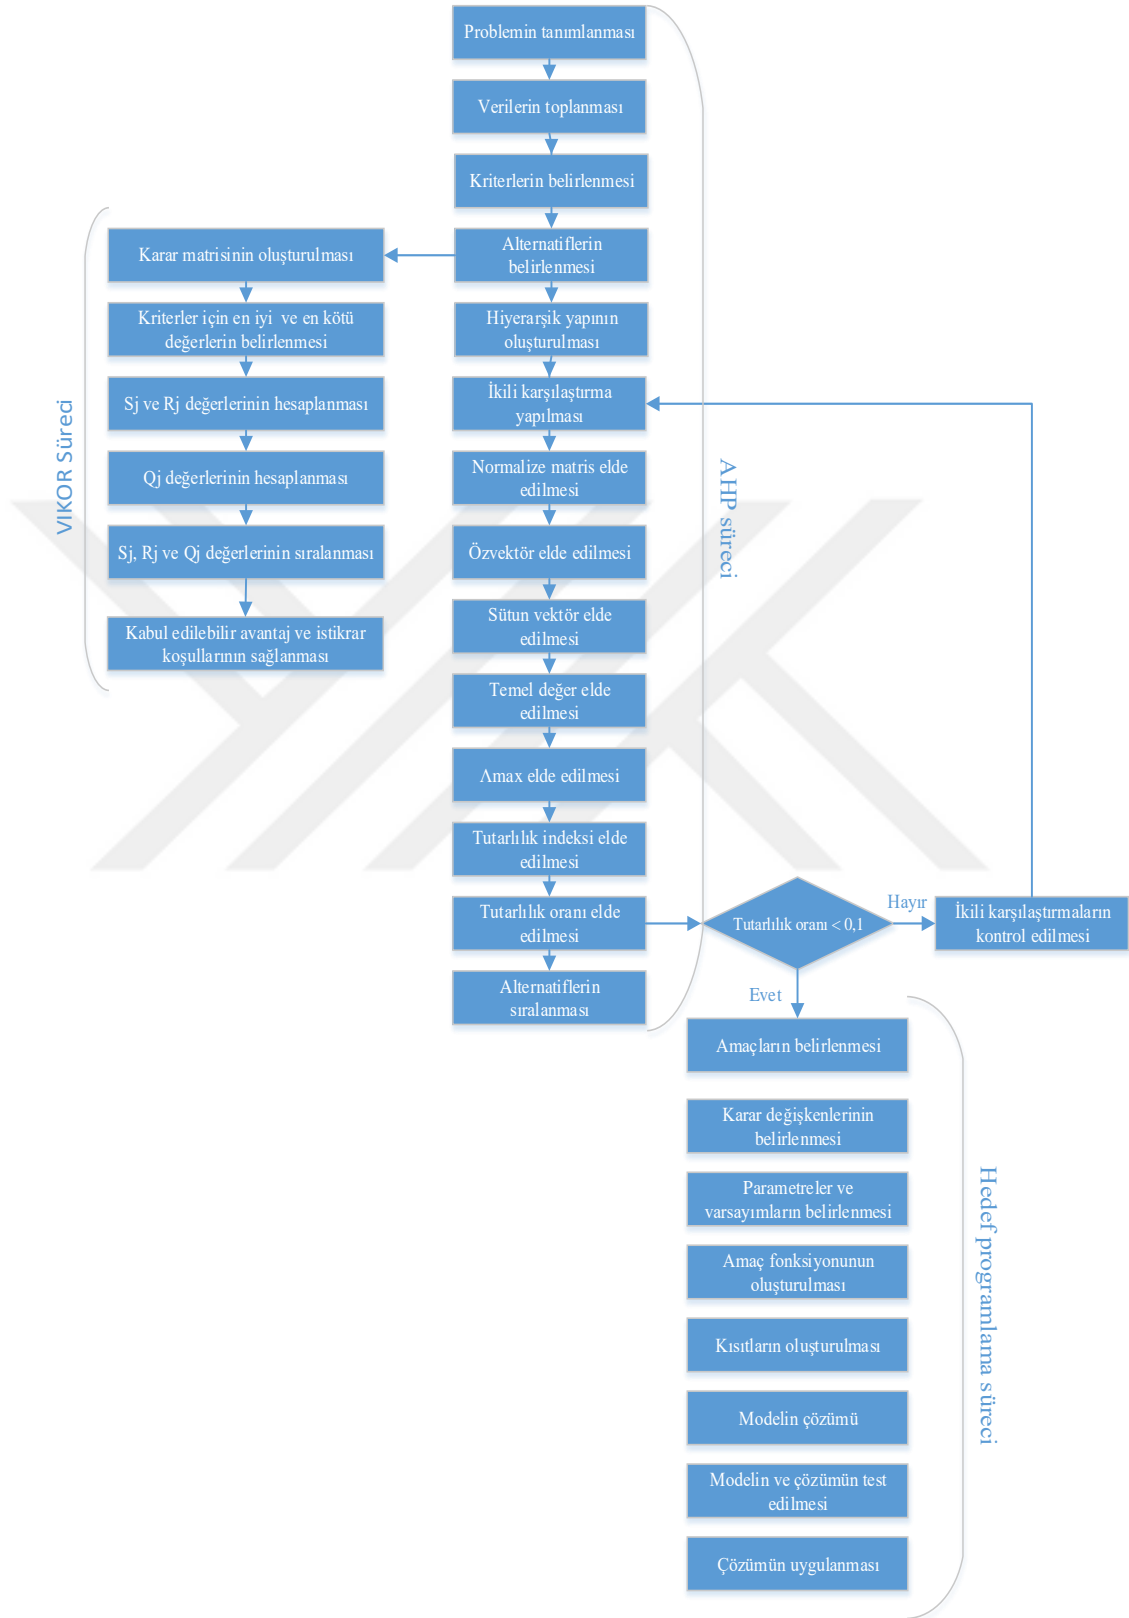 Problemin tanımlanması
Verilerin toplanması
Kriterlerin belirlenmesi
Alternatiflerin
belirlenmesi
Hiyerarşik yapının
oluşturulması
İkili karşılaştırma
yapılması
Normalize matris elde
edilmesi
Özvektör elde edilmesi
Sütun vektör elde
edilmesi
Temel değer elde
edilmesi
Λmax elde edilmesi
Tutarlılık indeksi elde
edilmesi
Tutarlılık oranı elde
edilmesi
Alternatiflerin
sıralanması
AHP süreci
Karar matrisinin oluşturulması
Kriterler için en iyi ve en kötü
değerlerin belirlenmesi
Sj ve Rj değerlerinin hesaplanması
Qj değerlerinin hesaplanması
Sj, Rj ve Qj değerlerinin sıralanması
Kabul edilebilir avantaj ve istikrar
koşullarının sağlanması
VIKOR Süreci
Tutarlılık oranı < 0,1
Hayır
İkili karşılaştırmaların
kontrol edilmesi
Evet
Amaçların belirlenmesi
Karar değişkenlerinin
belirlenmesi
Parametreler ve
varsayımların belirlenmesi
Amaç fonksiyonunun
oluşturulması
Kısıtların oluşturulması
Modelin çözümü
Modelin ve çözümün test
edilmesi
Çözümün uygulanması
Hedef programlama süreci